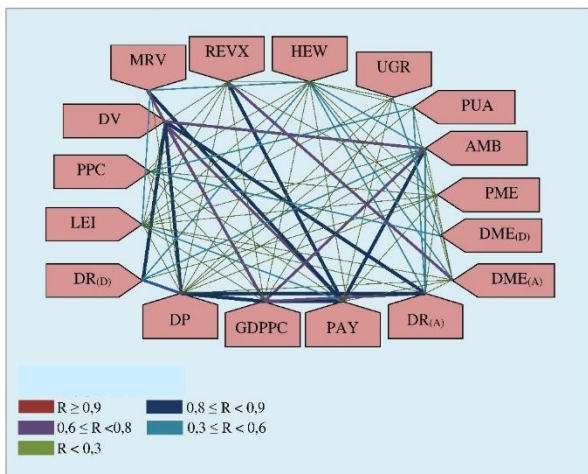 REVX
HEW
MRV
UGR
PUA
DV
AMB
PPC
PME
LEI
DME(D)
DR(D)
DME(A)
DP
GDPPC
PAY
DR(A)
R ≥ 0,9
0,8 ≤ R < 0,9
0,6 ≤ R <0,8
0,3 ≤ R < 0,6
R < 0,3